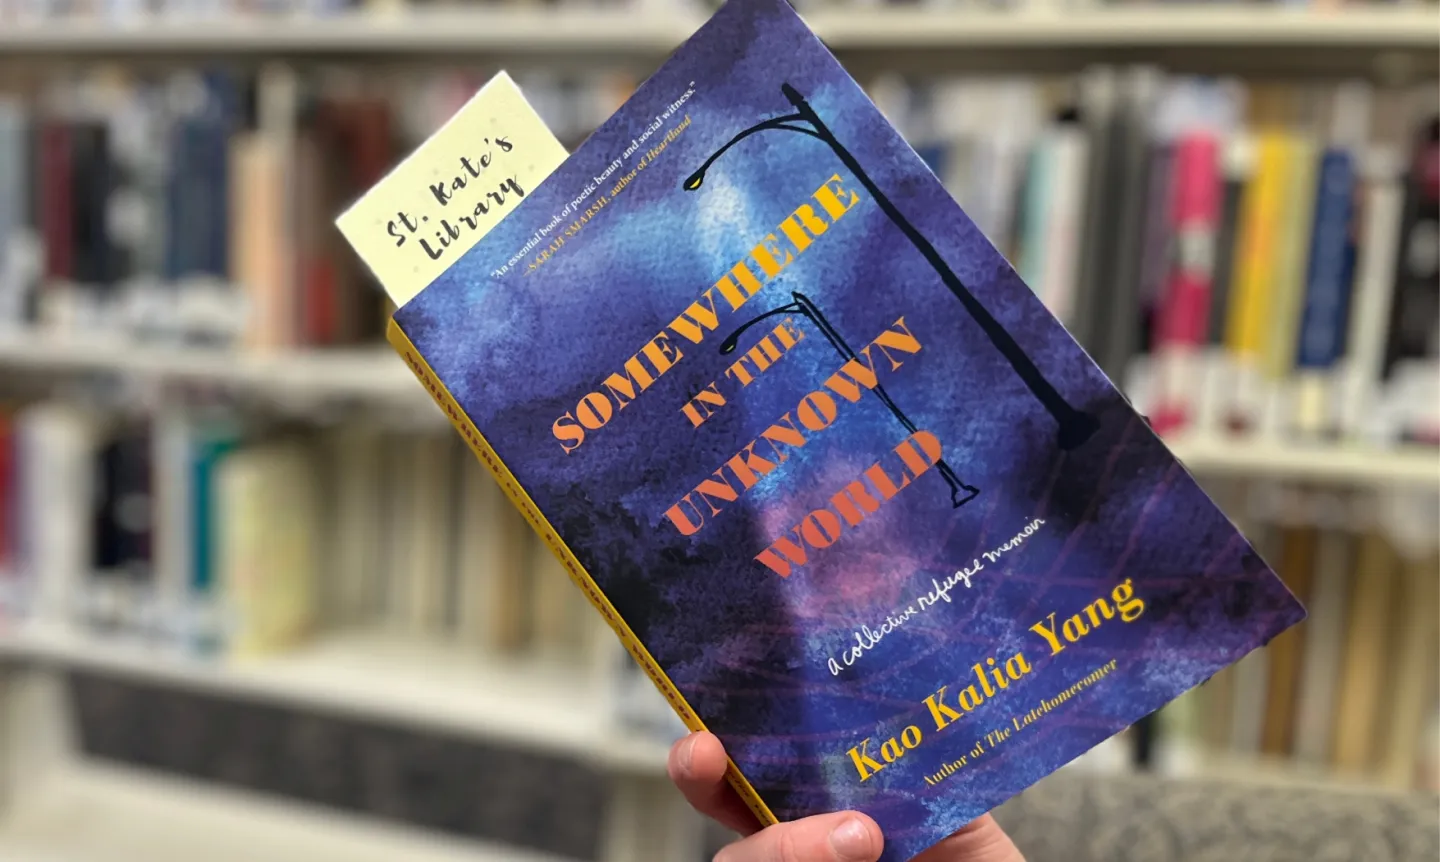 St. Kate's
Library
"An essential book of poetic beauty and social witness."
—SARAH SMARSH, author of Heartland
SOMEWHERE
IN THE
UNKNOWN
WORLD
a collective refugee memoir
Kao Kalia Yang
Author of The Latehomecomer